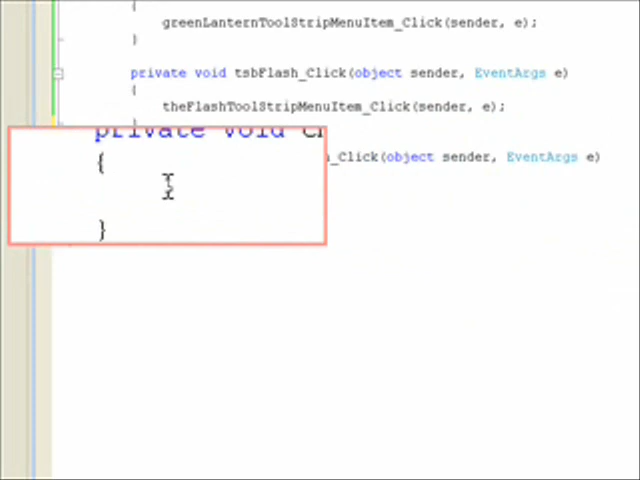 {
greenLanternToolStripMenuItem_Click(sender, e);
}
private void tsbFlash_Click(object sender, EventArgs e)
{
theFlashToolStripMenuItem_Click(sender, e);
private void
_Click(object sender, EventArgs e)
{
}